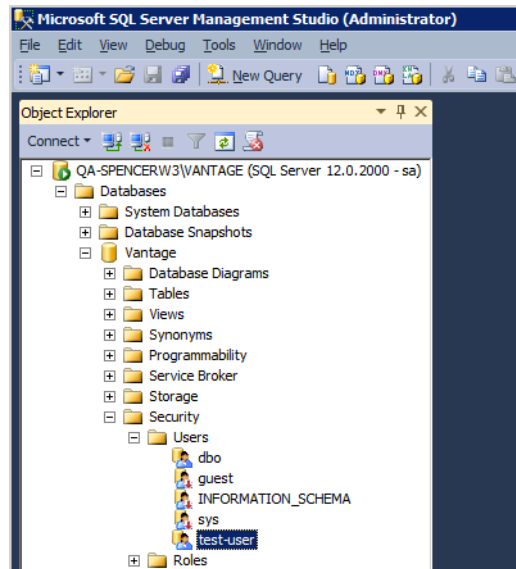 Microsoft SQL Server Management Studio (Administrator)
File Edit View Debug Tools Window Help
New Query
Object Explorer
Connect
QA-SPENCERW3\VANTAGE (SQL Server 12.0.2000 - sa)
Databases
System Databases
Database Snapshots
Vantage
Database Diagrams
Tables
Views
Synonyms
Programmability
Service Broker
Storage
Security
Users
dbo
guest
INFORMATION_SCHEMA
sys
test-user
Roles